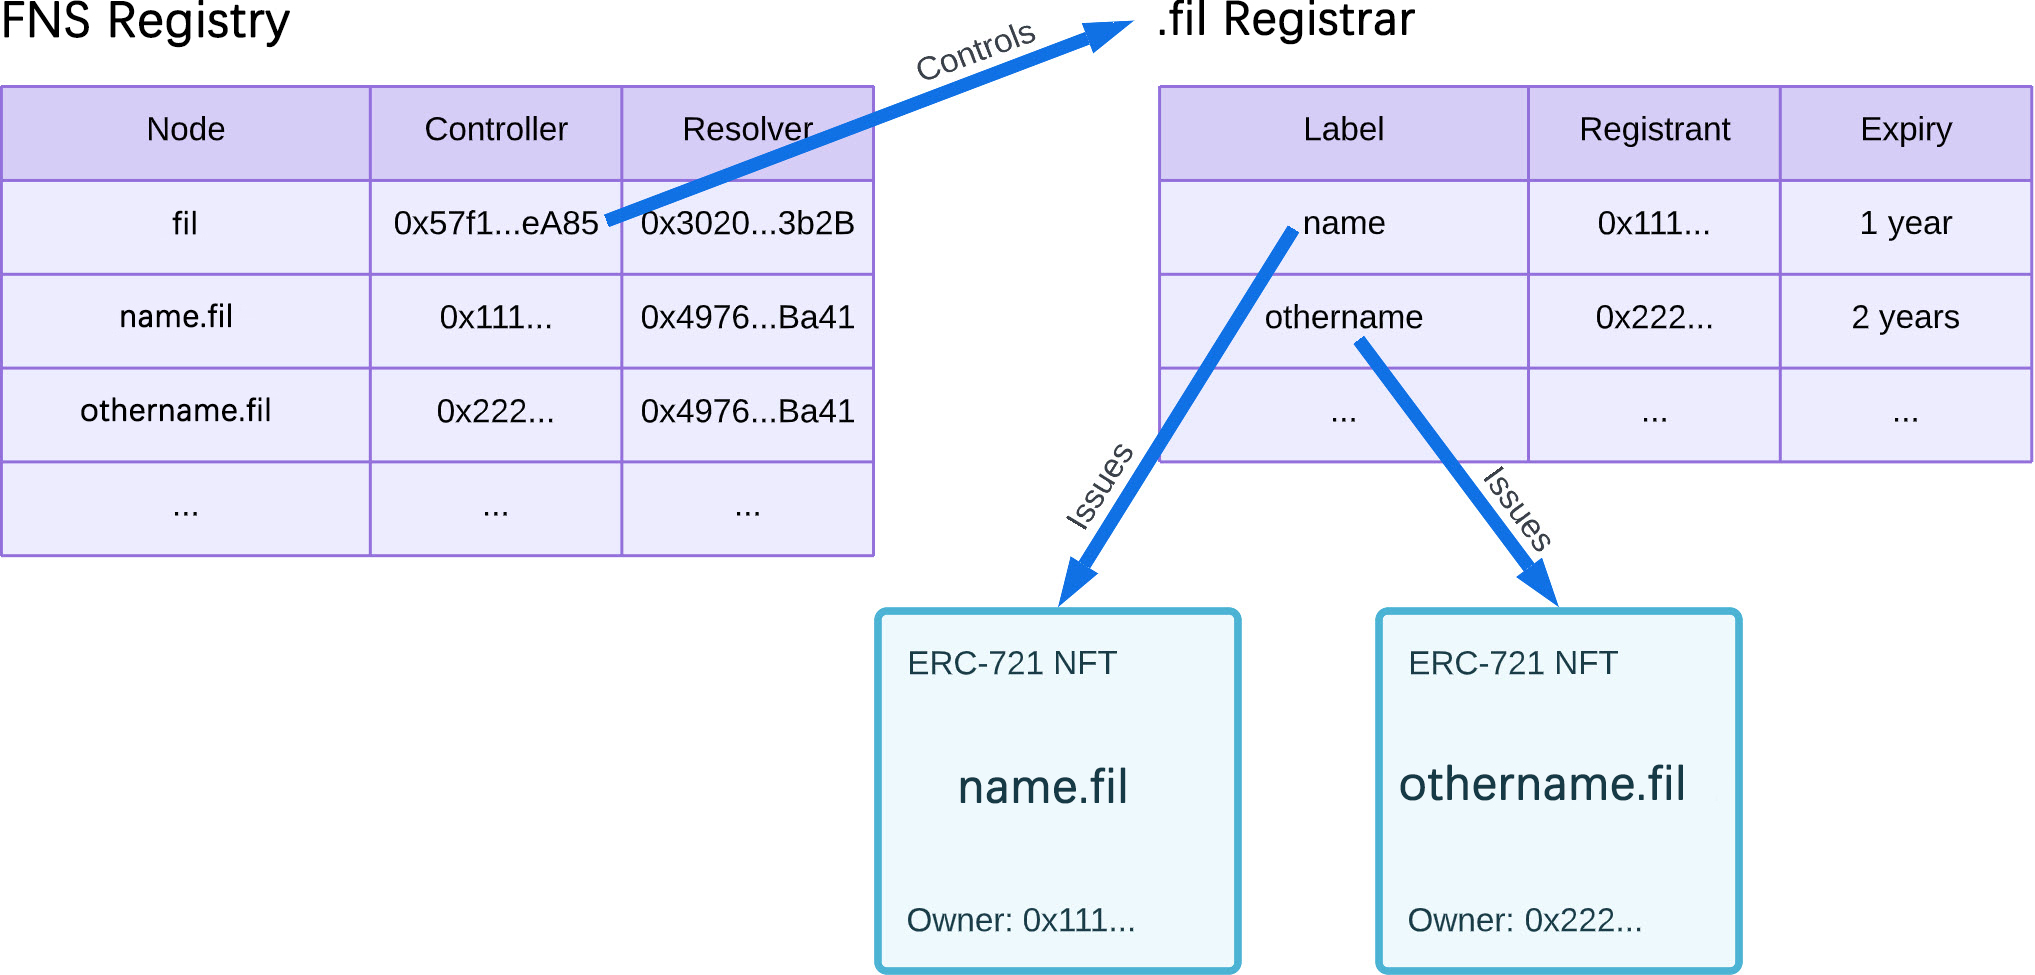 FNS Registry
Controls
.fil Registrar
Node Controller Resolver
fil 0x57f1...eA85 0x3020...3b2B
name.fil 0x111... 0x4976...Ba41
othername.fil 0x222... 0x4976...Ba41
... ... ...
Label Registrant Expiry
name 0x111... 1 year
othername 0x222... 2 years
... ... ...
Issues
Issues
ERC-721 NFT
name.fil
Owner: 0x111...
ERC-721 NFT
othername.fil
Owner: 0x222...